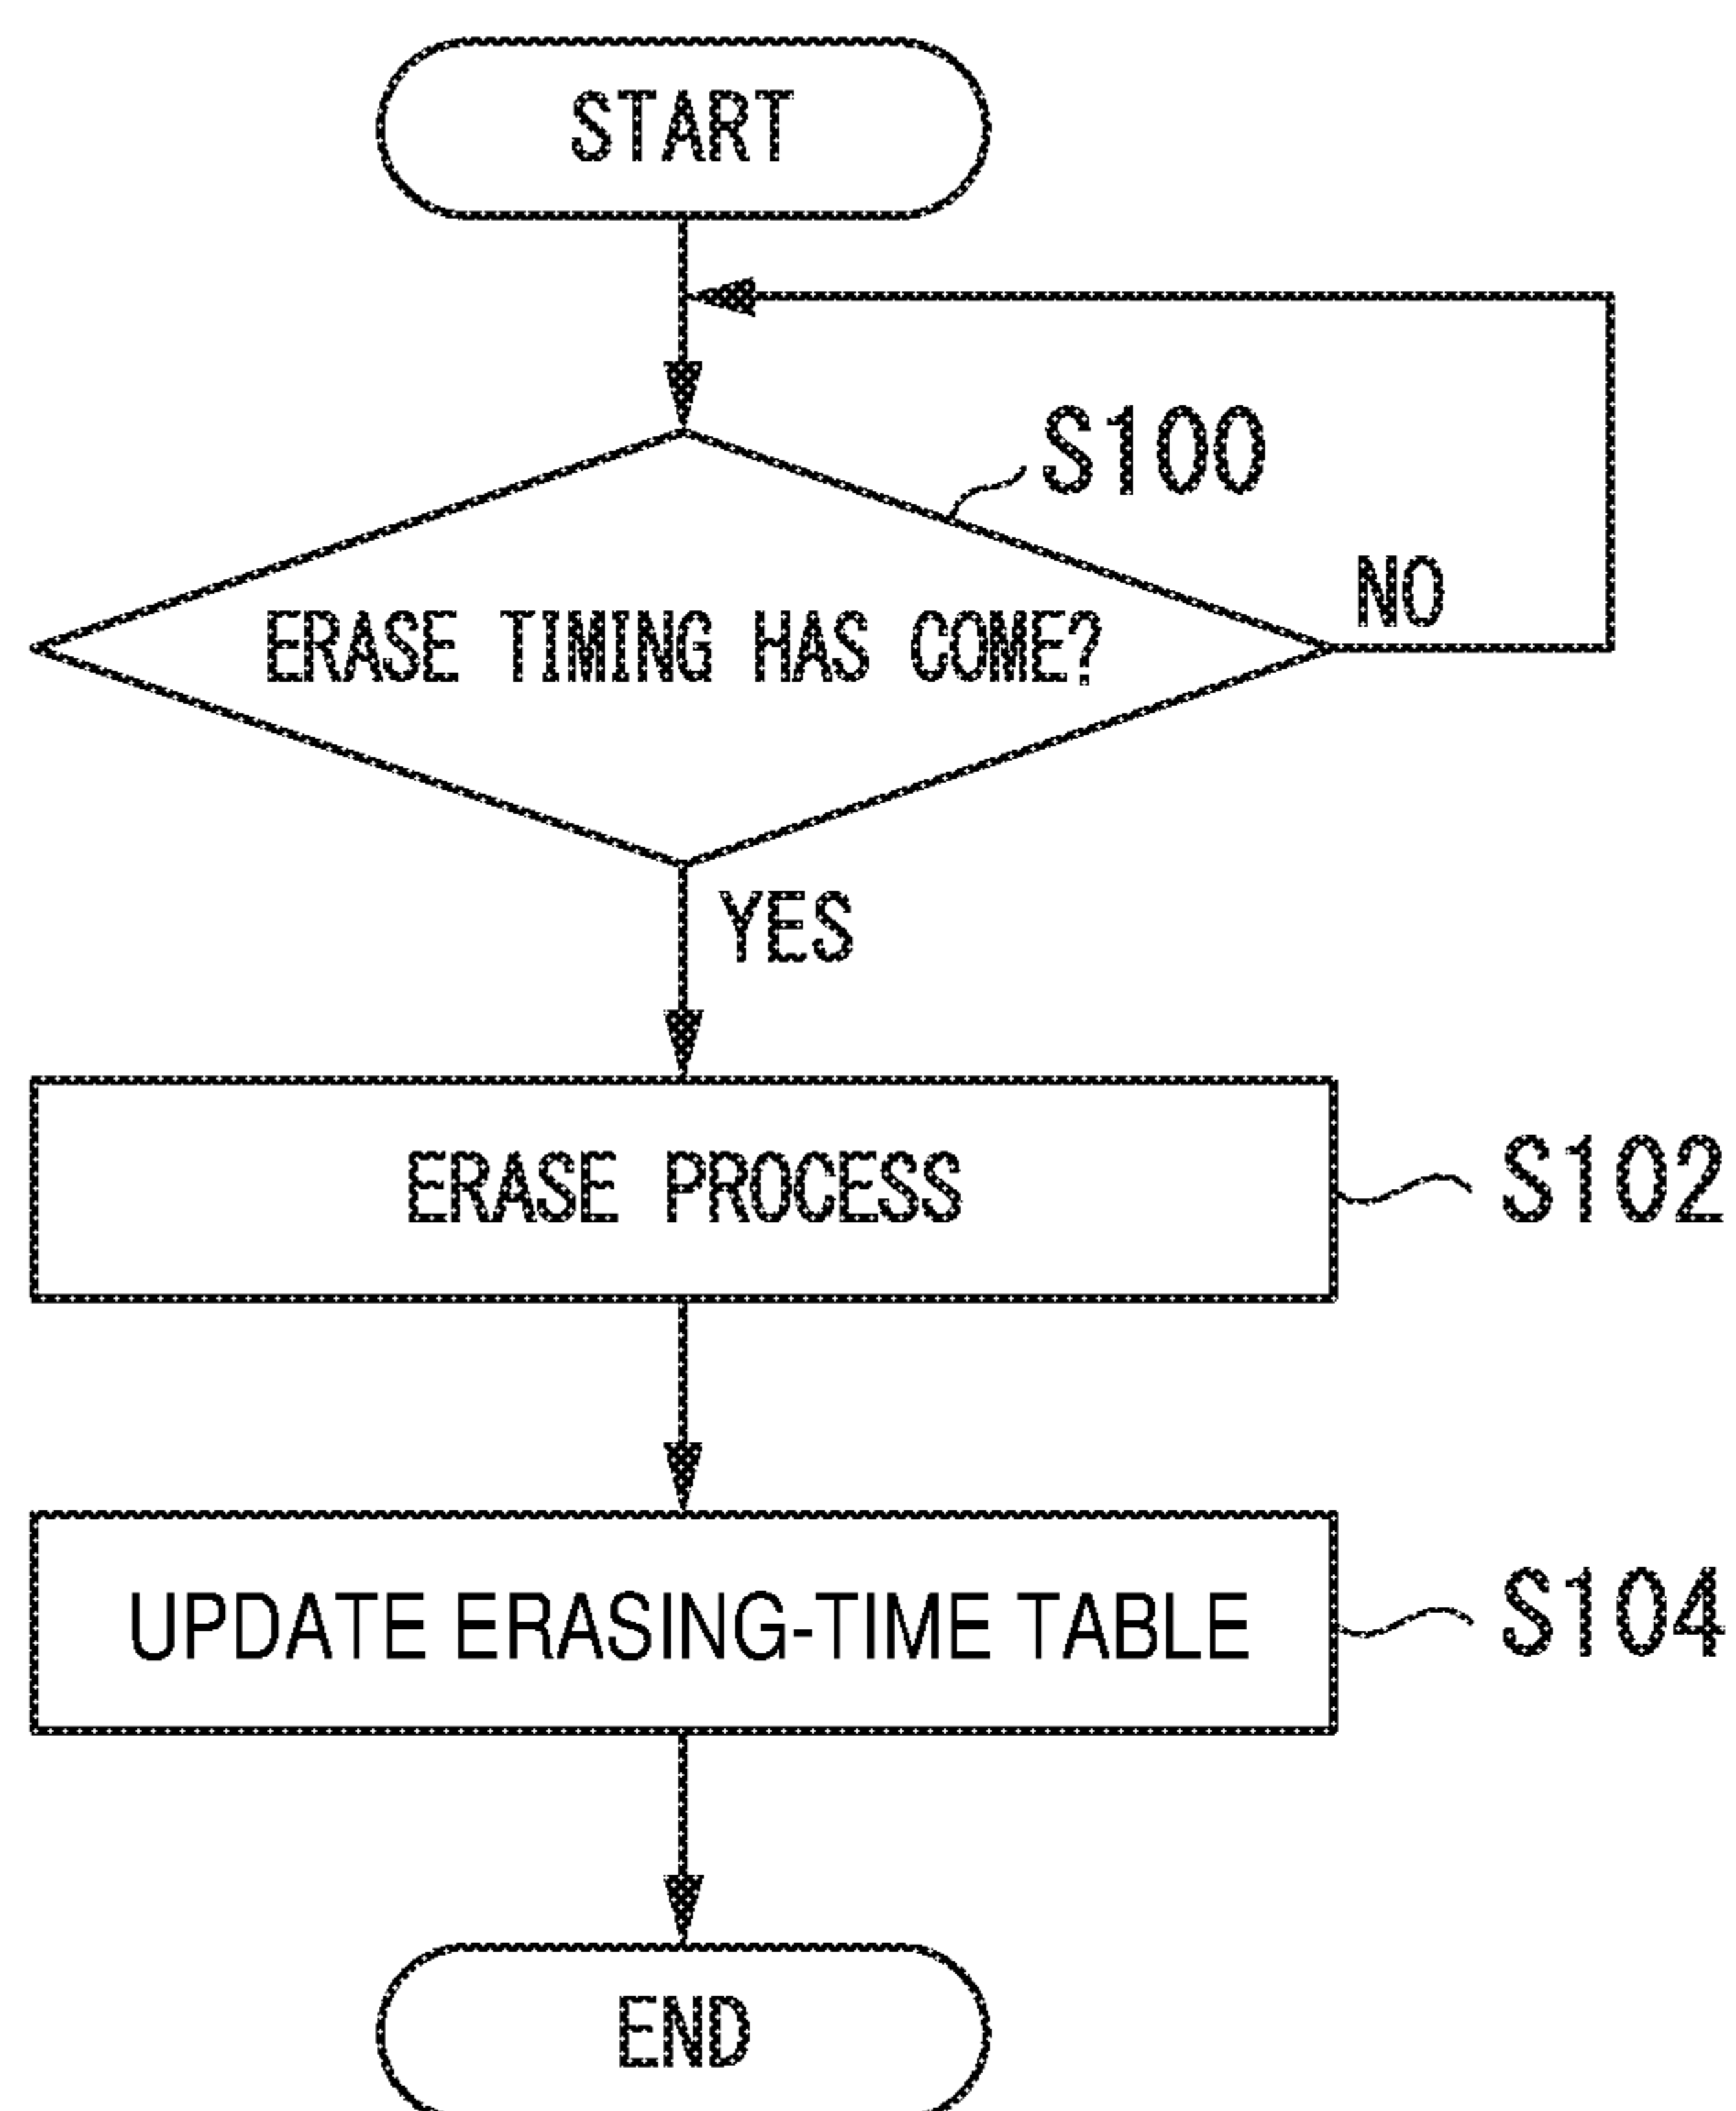 START
S100
ERASE TIMING HAS COME?
NO
YES
ERASE PROCESS
S102
UPDATE ERASING-TIME TABLE
S104
END